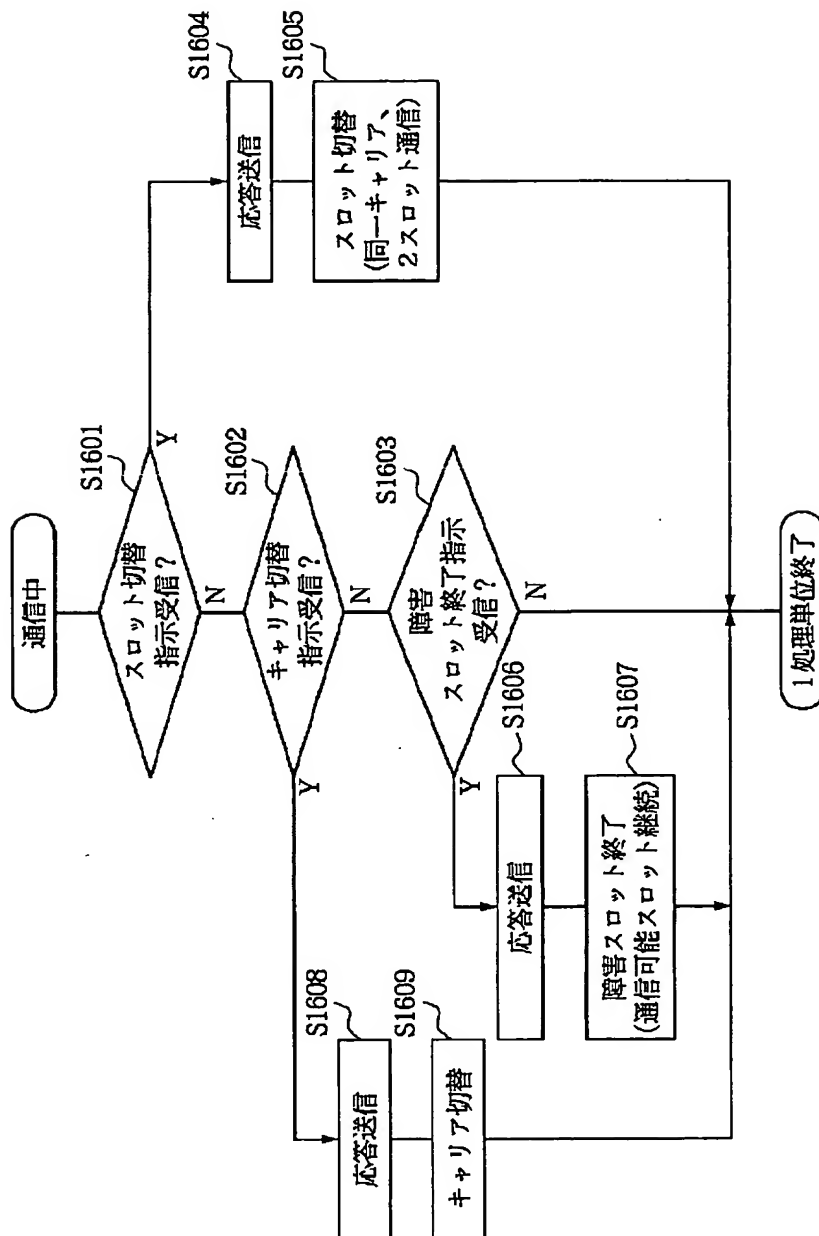 通信中
スロット切替
指示受信?
S1601
Y
N
キャリア切替
指示受信?
S1602
Y
N
障害
スロット終了指示
受信?
S1603
Y
N
応答送信
S1604
スロット切替
(同一キャリア、
2スロット通信)
S1605
応答送信
S1606
障害スロット終了
(通信可能スロット継続)
S1607
応答送信
S1608
キャリア切替
S1609
1処理単位終了